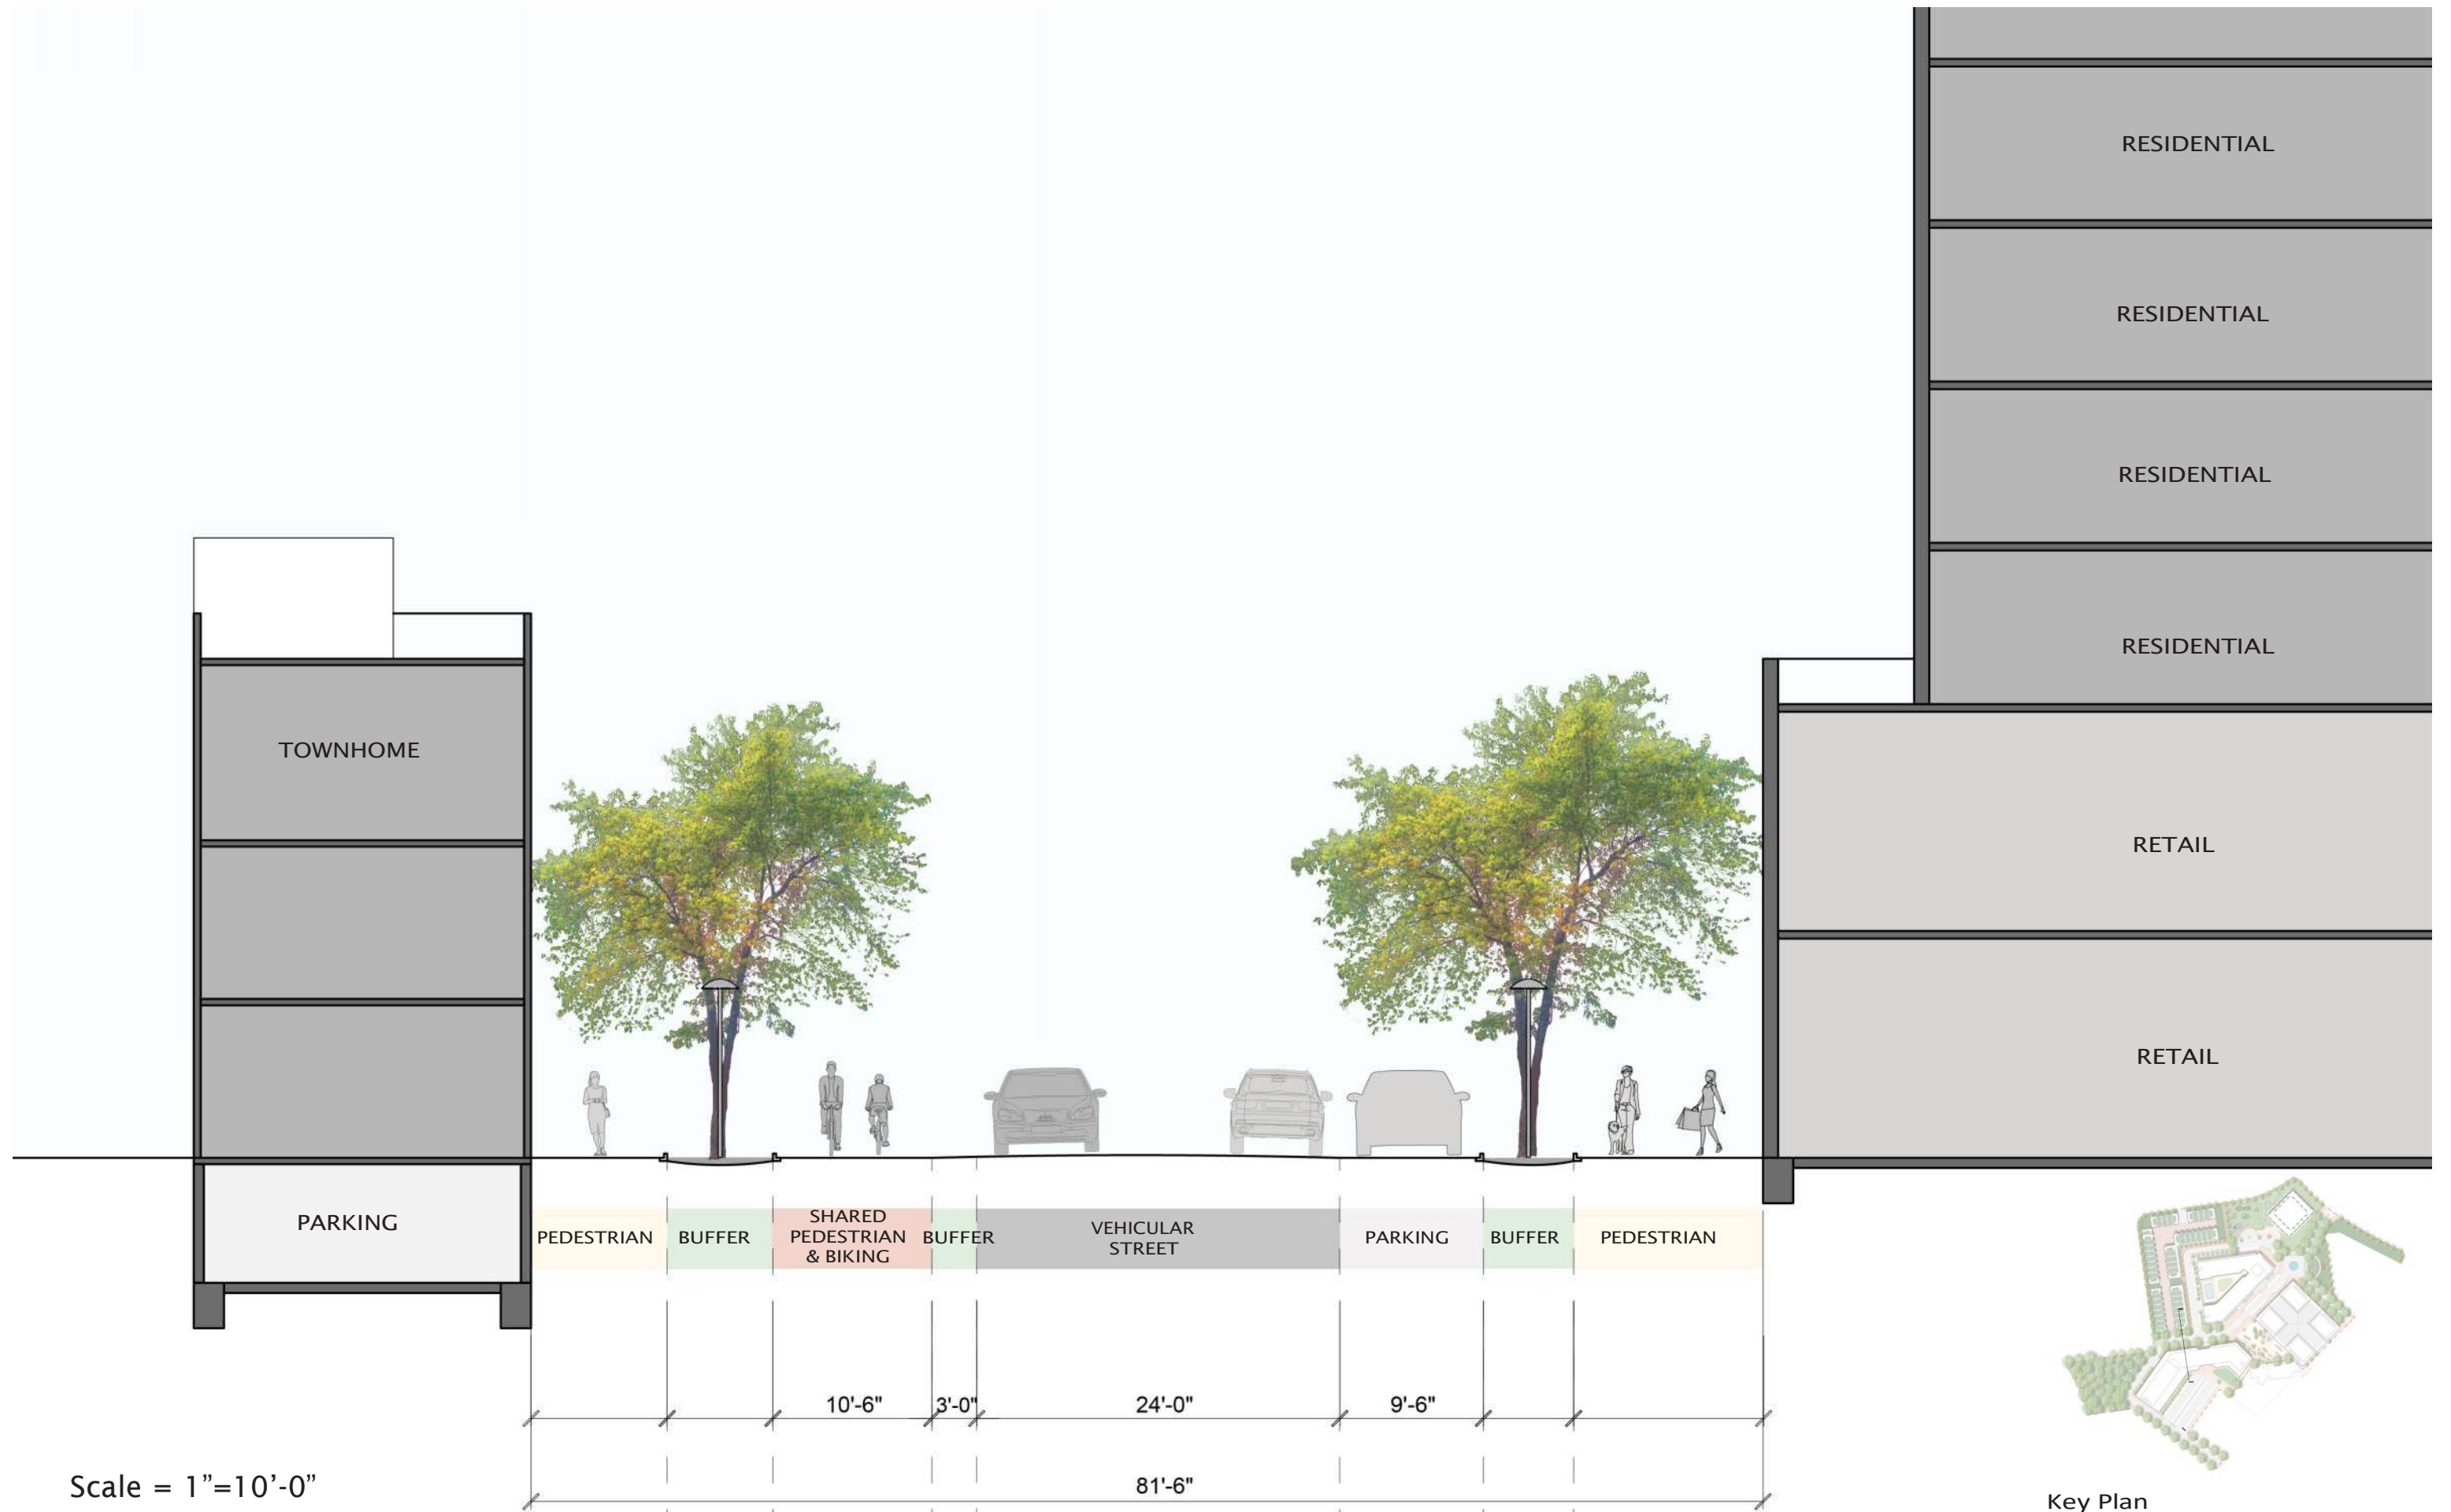 RESIDENTIAL
RESIDENTIAL
RESIDENTIAL
RESIDENTIAL
TOWNHOME
RETAIL
RETAIL
PARKING
PEDESTRIAN
BUFFER
SHARED
PEDESTRIAN
& BIKING
BUFFER
VEHICULAR
STREET
PARKING
BUFFER
PEDESTRIAN
10'-6"
3'-0"
24'-0"
9'-6"
81'-6"
Scale = 1”=10’-0”
Key Plan